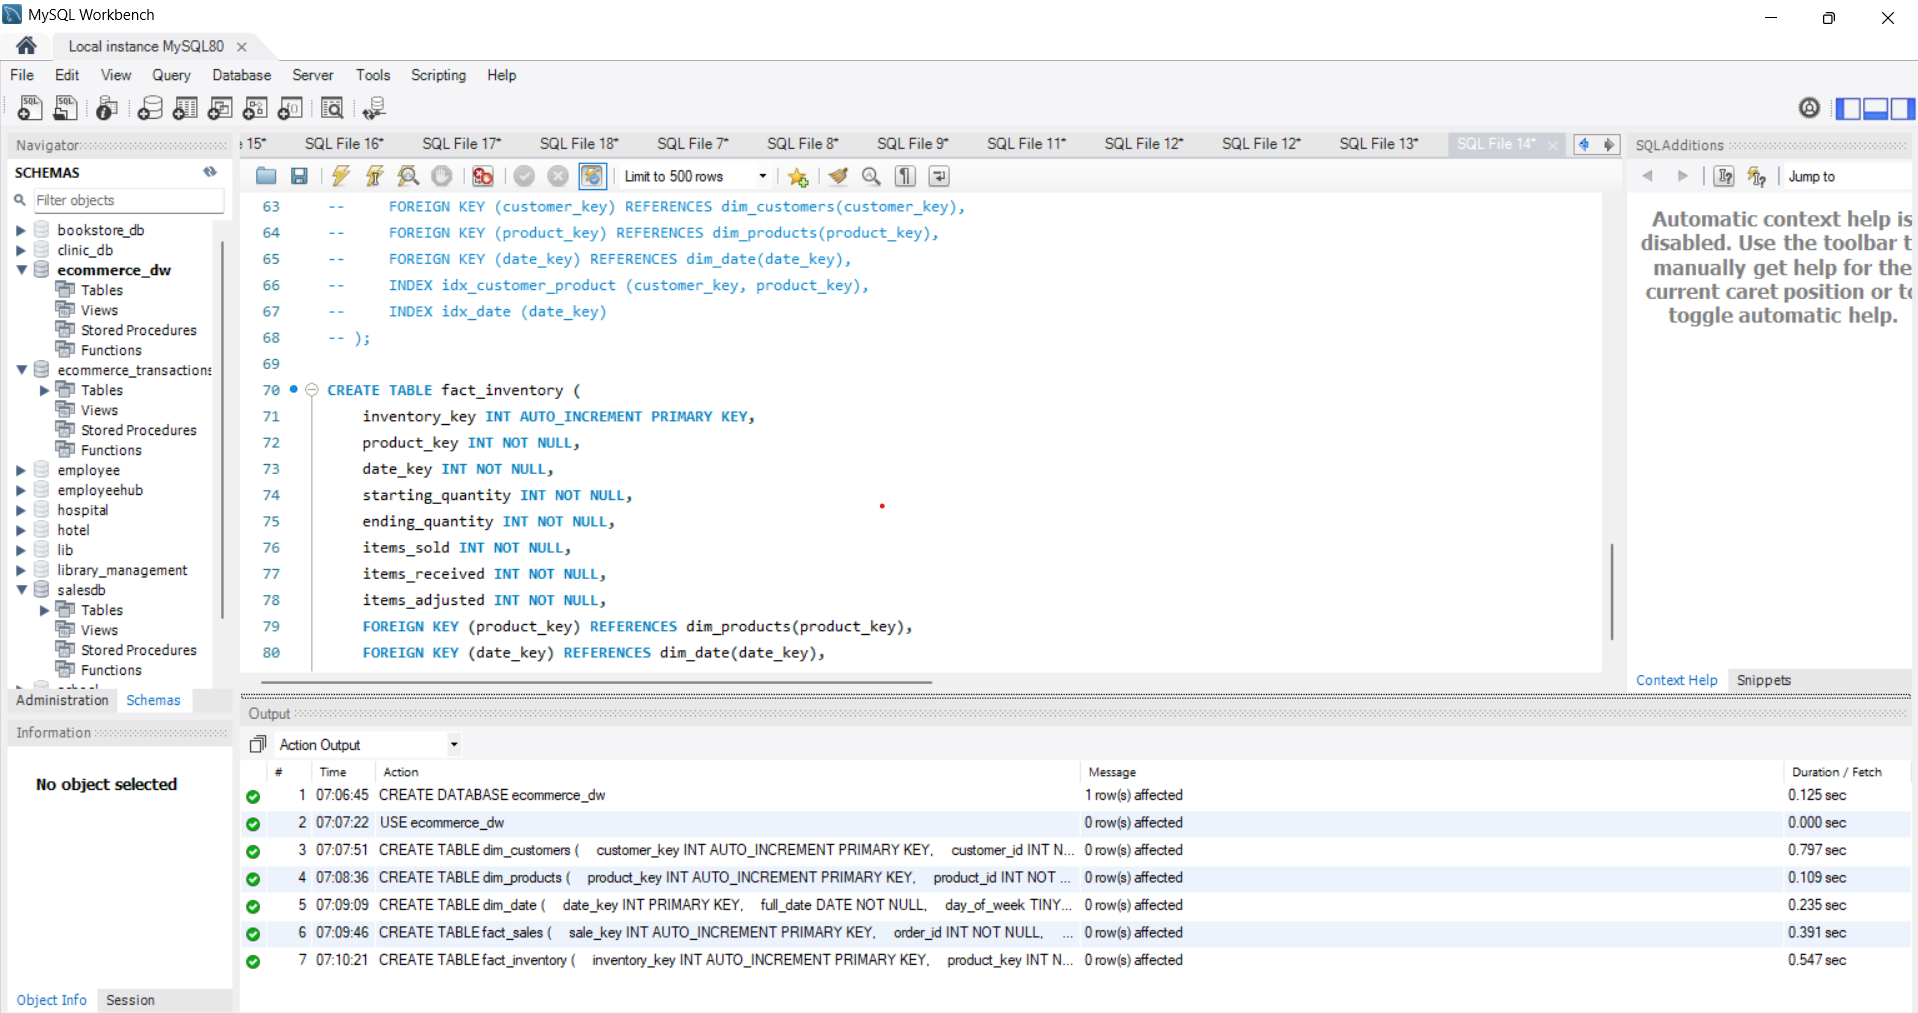 MySQL Workbench
Local instance MySQL80
File Edit View Query Database Server Tools Scripting Help
Navigator
15* SQL File 16* SQL File 17* SQL File 18* SQL File 7* SQL File 8* SQL File 9* SQL File 11* SQL File 12* SQL File 12* SQL File 13* SQL File 14*
SQLAdditions
SCHEMAS
Filter objects
bookstore_db
clinic_db
ecommerce_dw
Tables
Views
Stored Procedures
Functions
ecommerce_transactions
Tables
Views
Stored Procedures
Functions
employee
employeehub
hospital
hotel
lib
library_management
salesdb
Tables
Views
Stored Procedures
Functions
Administration Schemas
Information
No object selected
Object Info Session
Limit to 500 rows
63 -- FOREIGN KEY (customer_key) REFERENCES dim_customers(customer_key),
64 -- FOREIGN KEY (product_key) REFERENCES dim_products(product_key),
65 -- FOREIGN KEY (date_key) REFERENCES dim_date(date_key),
66 -- INDEX idx_customer_product (customer_key, product_key),
67 -- INDEX idx_date (date_key)
68 -- );
69
70 CREATE TABLE fact_inventory (
71 inventory_key INT AUTO_INCREMENT PRIMARY KEY,
72 product_key INT NOT NULL,
73 date_key INT NOT NULL,
74 starting_quantity INT NOT NULL,
75 ending_quantity INT NOT NULL,
76 items_sold INT NOT NULL,
77 items_received INT NOT NULL,
78 items_adjusted INT NOT NULL,
79 FOREIGN KEY (product_key) REFERENCES dim_products(product_key),
80 FOREIGN KEY (date_key) REFERENCES dim_date(date_key),
Jump to
Automatic context help is
disabled. Use the toolbar t
manually get help for the
current caret position or to
toggle automatic help.
Context Help Snippets
Output
Action Output
# Time Action Message Duration / Fetch
1 07:06:45 CREATE DATABASE ecommerce_dw 1 row(s) affected 0.125 sec
2 07:07:22 USE ecommerce_dw 0 row(s) affected 0.000 sec
3 07:07:51 CREATE TABLE dim_customers ( customer_key INT AUTO_INCREMENT PRIMARY KEY, customer_id INT N... 0 row(s) affected 0.797 sec
4 07:08:36 CREATE TABLE dim_products ( product_key INT AUTO_INCREMENT PRIMARY KEY, product_id INT NOT ... 0 row(s) affected 0.109 sec
5 07:09:09 CREATE TABLE dim_date ( date_key INT PRIMARY KEY, full_date DATE NOT NULL, day_of_week TINY... 0 row(s) affected 0.235 sec
6 07:09:46 CREATE TABLE fact_sales ( sale_key INT AUTO_INCREMENT PRIMARY KEY, order_id INT NOT NULL, ... 0 row(s) affected 0.391 sec
7 07:10:21 CREATE TABLE fact_inventory ( inventory_key INT AUTO_INCREMENT PRIMARY KEY, product_key INT N... 0 row(s) affected 0.547 sec